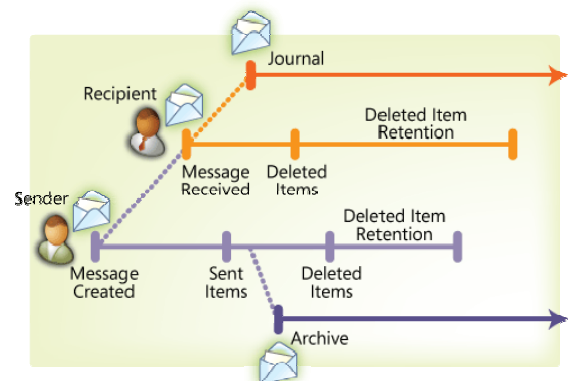 Journal
Recipient
Deleted Item
Retention
Message
Received
Deleted
Items
Sender
Deleted Item
Retention
Message
Created
Sent
Items
Deleted
Items
Archive